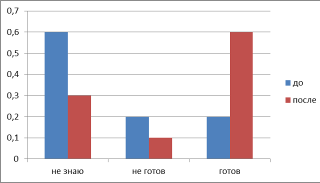 0,7
0,6
0,5
0,4
0,3
0,2
0,1
0
не знаю не готов готов
до
после